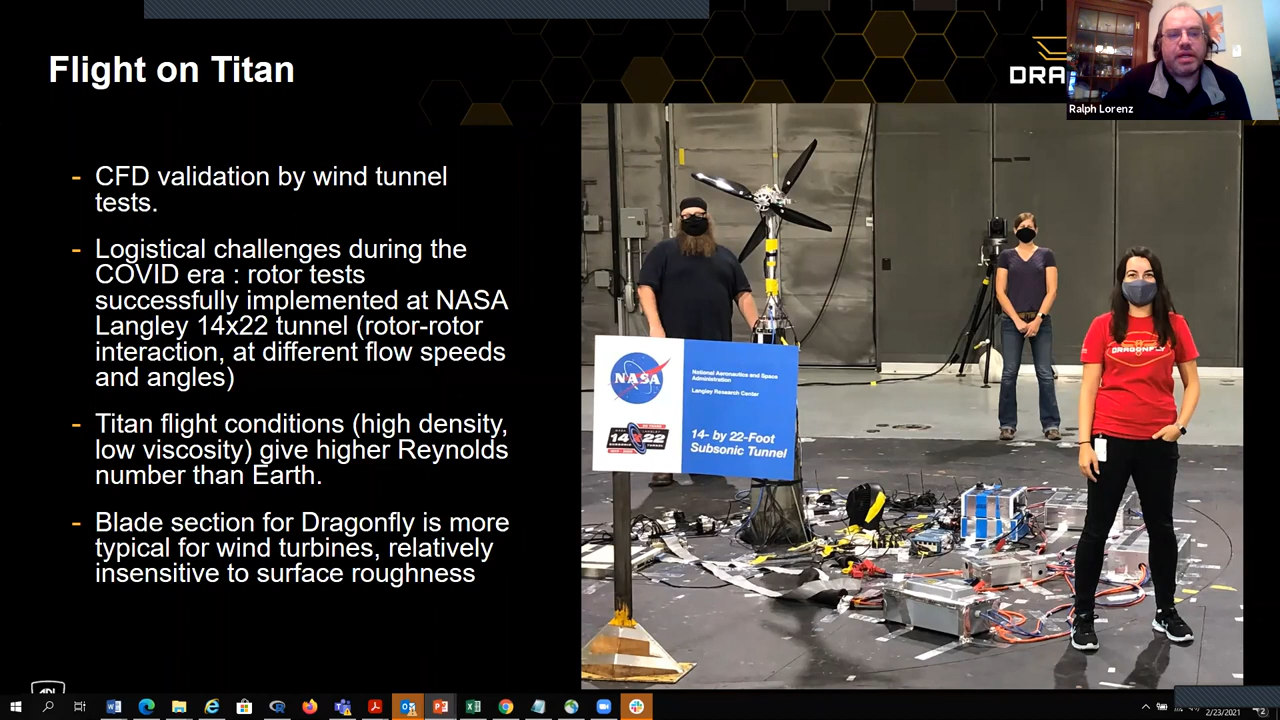 Flight on Titan
DRA
Ralph Lorenz
- CFD validation by wind tunnel
tests.
- Logistical challenges during the
COVID era : rotor tests
successfully implemented at NASA
Langley 14x22 tunnel (rotor-rotor
interaction, at different flow speeds
and angles)
- Titan flight conditions (high density,
low viscosity) give higher Reynolds
number than Earth.
- Blade section for Dragonfly is more
typical for wind turbines, relatively
insensitive to surface roughness
NASA
National Aeronautics and Space
Administration
Langley Research Center
14x22
SUBSONIC TUNNEL
14- by 22-Foot
Subsonic Tunnel
DRAGONFLY
APL
2/23/2021